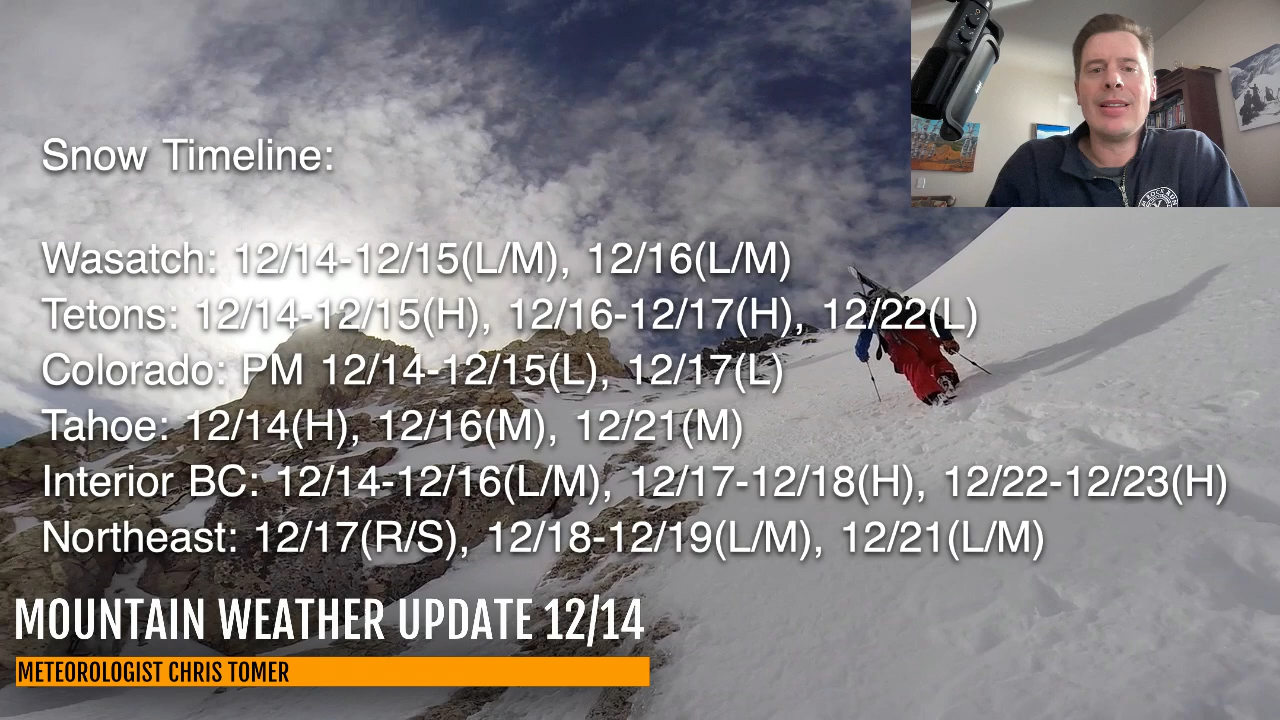 Snow Timeline:
Wasatch: 12/14-12/15(L/M), 12/16(L/M)
Tetons: 12/14-12/15(H), 12/16-12/17(H), 12/22(L)
Colorado: PM 12/14-12/15(L), 12/17(L)
Tahoe: 12/14(H), 12/16(M), 12/21(M)
Interior BC: 12/14-12/16(L/M), 12/17-12/18(H), 12/22-12/23(H)
Northeast: 12/17(R/S), 12/18-12/19(L/M), 12/21(L/M)
MOUNTAIN WEATHER UPDATE 12/14
METEOROLOGIST CHRIS TOMER